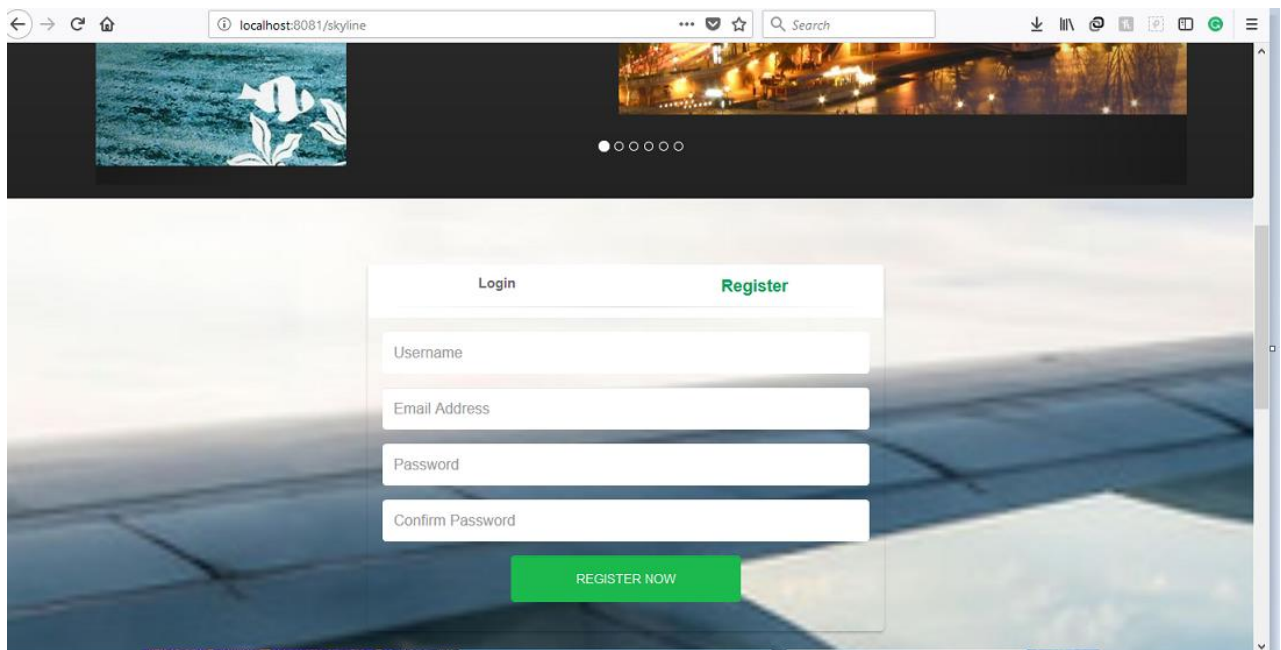 localhost:8081/skyline
Search
Login
Register
Username
Email Address
Password
Confirm Password
REGISTER NOW